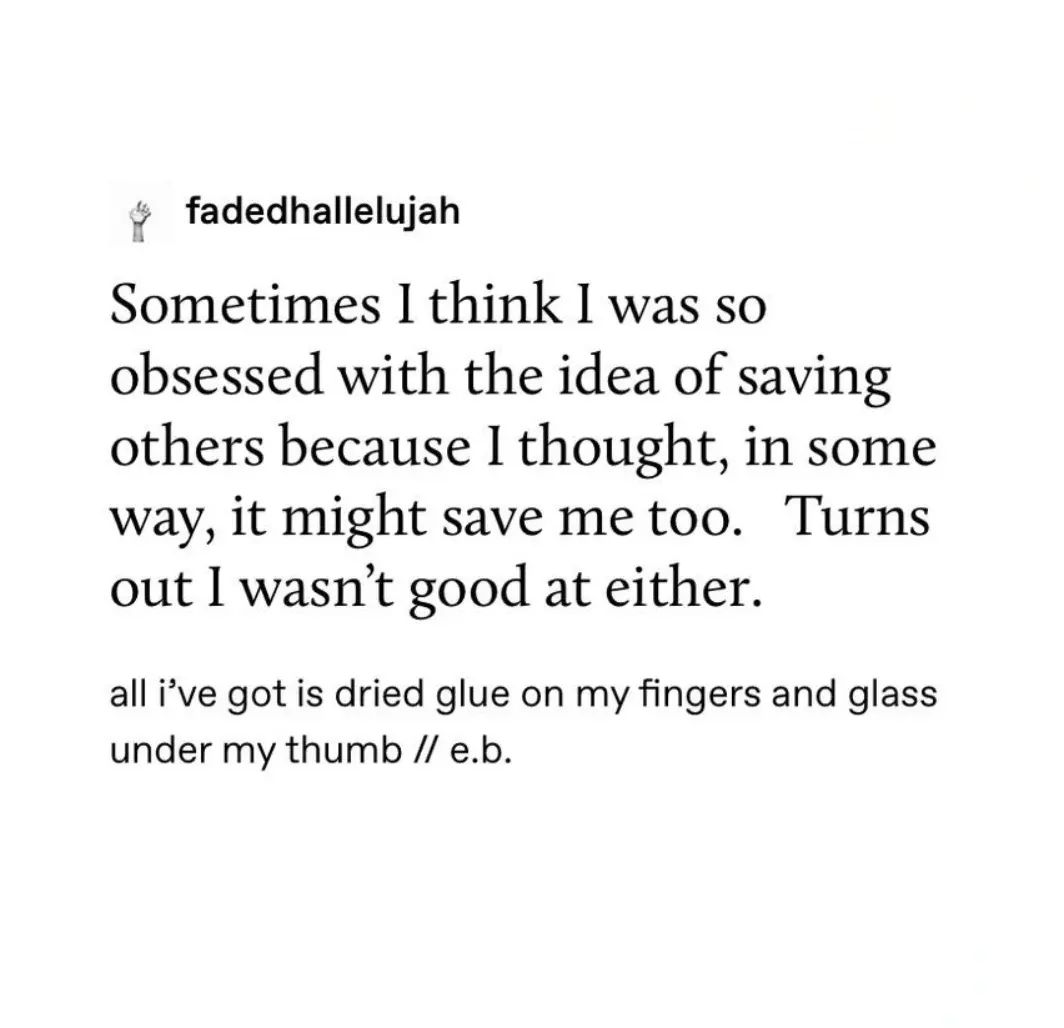 fadedhallelujah
Sometimes I think I was so
obsessed with the idea of saving
others because I thought, in some
way, it might save me too.   Turns
out I wasn’t good at either.
all i’ve got is dried glue on my fingers and glass
under my thumb // e.b.